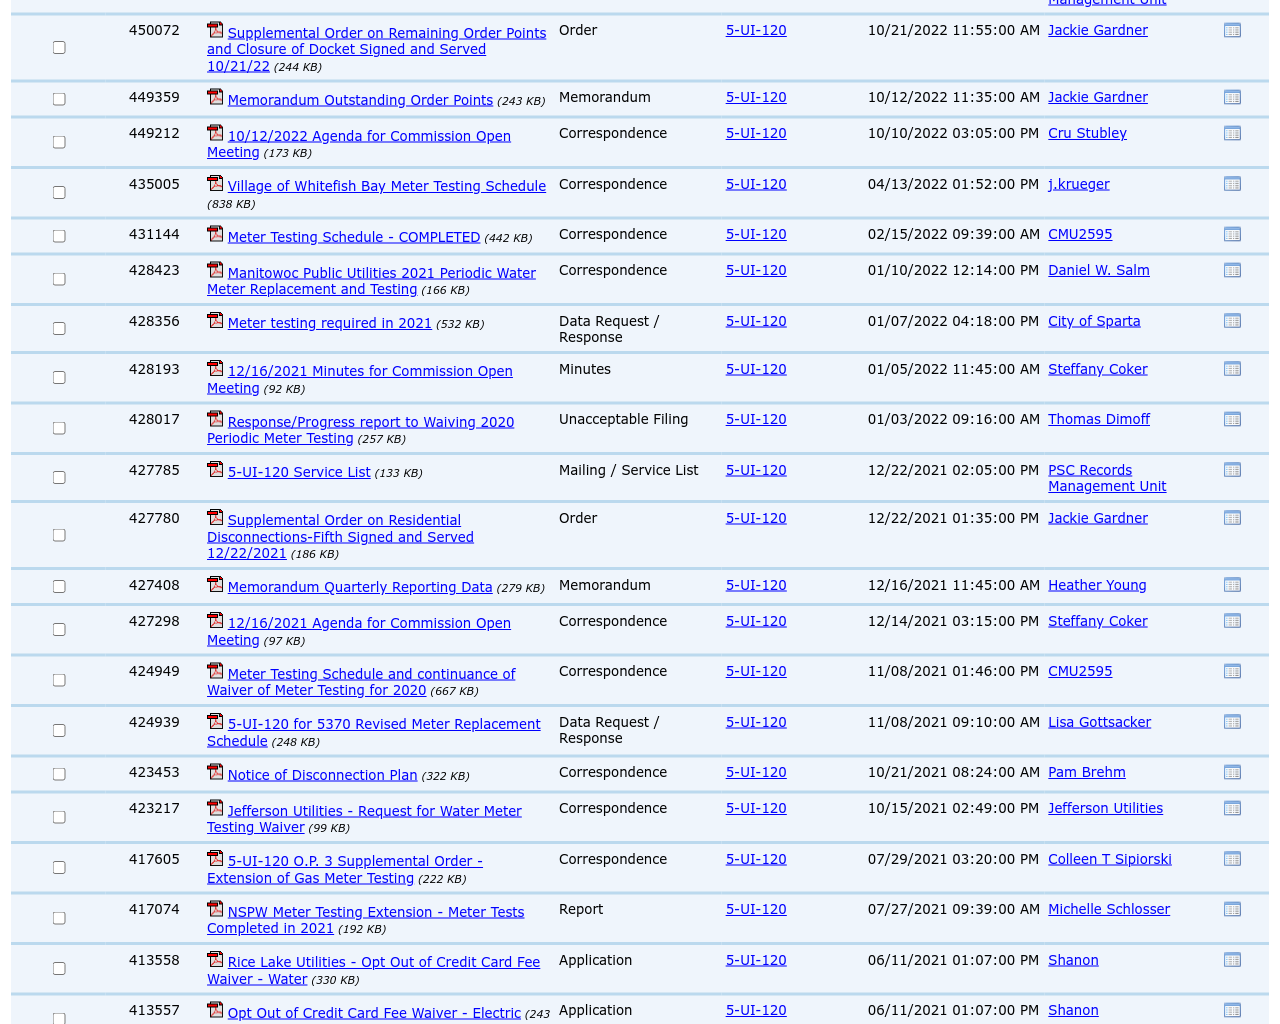 Management Unit
450072 Supplemental Order on Remaining Order Points Order 5-UI-120 10/21/2022 11:55:00 AM Jackie Gardner
and Closure of Docket Signed and Served
10/21/22 (244 KB)
449359 Memorandum Outstanding Order Points (243 KB) Memorandum 5-UI-120 10/12/2022 11:35:00 AM Jackie Gardner
449212 10/12/2022 Agenda for Commission Open Correspondence 5-UI-120 10/10/2022 03:05:00 PM Cru Stubley
Meeting (173 KB)
435005 Village of Whitefish Bay Meter Testing Schedule Correspondence 5-UI-120 04/13/2022 01:52:00 PM j.krueger
(838 KB)
431144 Meter Testing Schedule - COMPLETED (442 KB) Correspondence 5-UI-120 02/15/2022 09:39:00 AM CMU2595
428423 Manitowoc Public Utilities 2021 Periodic Water Correspondence 5-UI-120 01/10/2022 12:14:00 PM Daniel W. Salm
Meter Replacement and Testing (166 KB)
428356 Meter testing required in 2021 (532 KB) Data Request / 5-UI-120 01/07/2022 04:18:00 PM City of Sparta
Response
428193 12/16/2021 Minutes for Commission Open Minutes 5-UI-120 01/05/2022 11:45:00 AM Steffany Coker
Meeting (92 KB)
428017 Response/Progress report to Waiving 2020 Unacceptable Filing 5-UI-120 01/03/2022 09:16:00 AM Thomas Dimoff
Periodic Meter Testing (257 KB)
427785 5-UI-120 Service List (133 KB) Mailing / Service List 5-UI-120 12/22/2021 02:05:00 PM PSC Records
Management Unit
427780 Supplemental Order on Residential Order 5-UI-120 12/22/2021 01:35:00 PM Jackie Gardner
Disconnections-Fifth Signed and Served
12/22/2021 (186 KB)
427408 Memorandum Quarterly Reporting Data (279 KB) Memorandum 5-UI-120 12/16/2021 11:45:00 AM Heather Young
427298 12/16/2021 Agenda for Commission Open Correspondence 5-UI-120 12/14/2021 03:15:00 PM Steffany Coker
Meeting (97 KB)
424949 Meter Testing Schedule and continuance of Correspondence 5-UI-120 11/08/2021 01:46:00 PM CMU2595
Waiver of Meter Testing for 2020 (667 KB)
424939 5-UI-120 for 5370 Revised Meter Replacement Data Request / 5-UI-120 11/08/2021 09:10:00 AM Lisa Gottsacker
Schedule (248 KB) Response
423453 Notice of Disconnection Plan (322 KB) Correspondence 5-UI-120 10/21/2021 08:24:00 AM Pam Brehm
423217 Jefferson Utilities - Request for Water Meter Correspondence 5-UI-120 10/15/2021 02:49:00 PM Jefferson Utilities
Testing Waiver (99 KB)
417605 5-UI-120 O.P. 3 Supplemental Order - Correspondence 5-UI-120 07/29/2021 03:20:00 PM Colleen T Sipiorski
Extension of Gas Meter Testing (222 KB)
417074 NSPW Meter Testing Extension - Meter Tests Report 5-UI-120 07/27/2021 09:39:00 AM Michelle Schlosser
Completed in 2021 (192 KB)
413558 Rice Lake Utilities - Opt Out of Credit Card Fee Application 5-UI-120 06/11/2021 01:07:00 PM Shanon
Waiver - Water (330 KB)
413557 Opt Out of Credit Card Fee Waiver - Electric (243 Application 5-UI-120 06/11/2021 01:07:00 PM Shanon